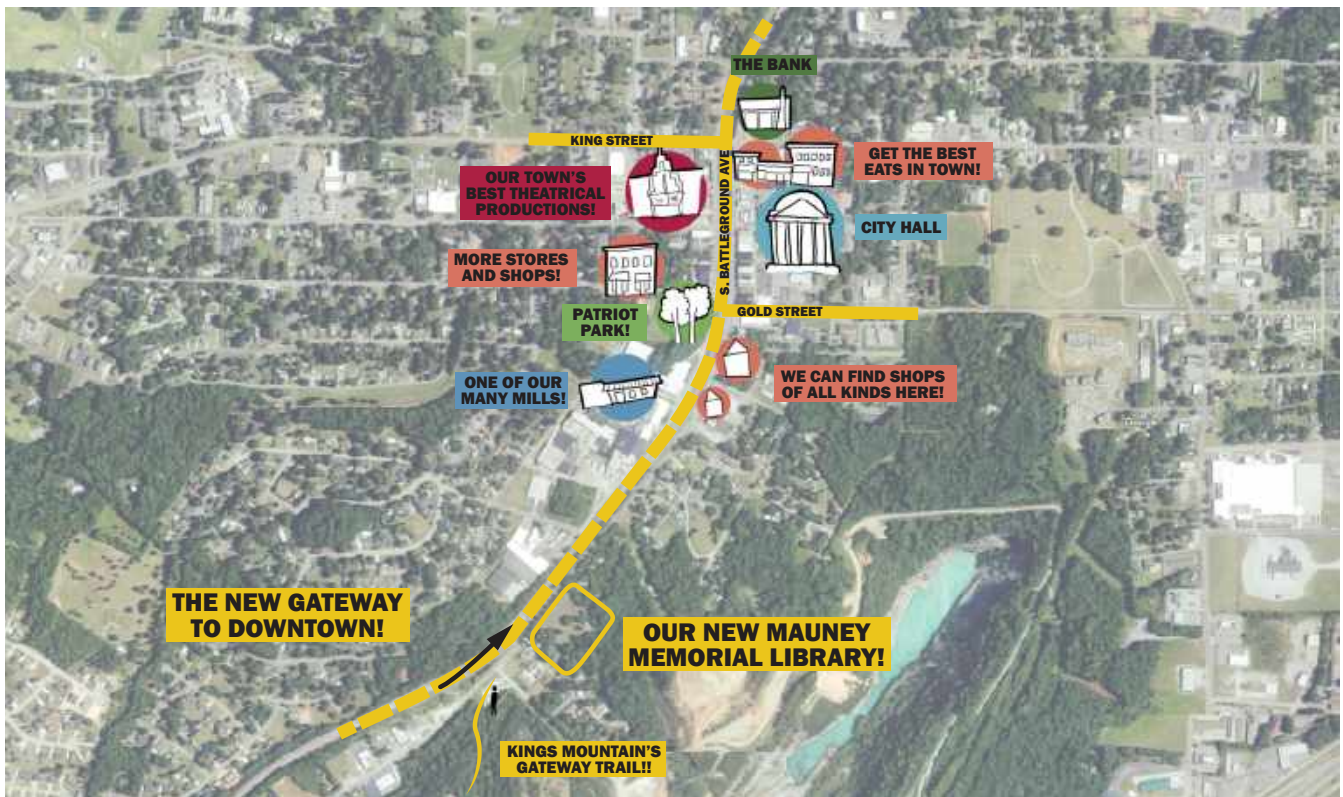 THE BANK
KING STREET
GET THE BEST
EATS IN TOWN!
OUR TOWN'S
BEST THEATRICAL
PRODUCTIONS!
S. BATTLEGROUND AVE
CITY HALL
MORE STORES
AND SHOPS!
PATRIOT
PARK!
GOLD STREET
ONE OF OUR
MANY MILLS!
WE CAN FIND SHOPS
OF ALL KINDS HERE!
THE NEW GATEWAY
TO DOWNTOWN!
OUR NEW MAUNEY
MEMORIAL LIBRARY!
KINGS MOUNTAIN'S
GATEWAY TRAIL!!